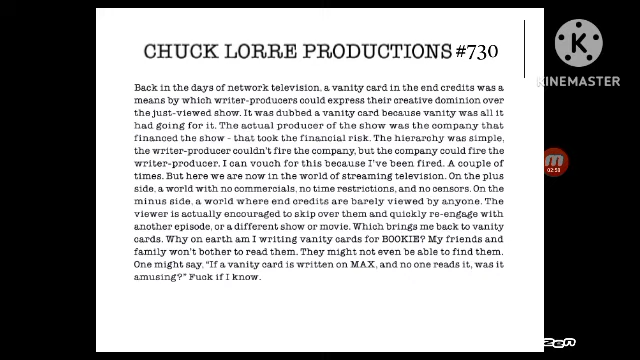 CHUCK LORRE PRODUCTIONS #730
KINEMASTER
Back in the days of network television, a vanity card in the end credits was a
means by which writer-producers could express their creative dominion over
the just-viewed show. It was dubbed a vanity card because vanity was all it
had going for it. The actual producer of the show was the company that
financed the show - that took the financial risk. The hierarchy was simple,
the writer-producer couldn't fire the company, but the company could fire the
writer-producer. I can vouch for this because I've been fired. A couple of
times. But here we are now in the world of streaming television. On the plus
side, a world with no commercials, no time restrictions, and no censors. On the
minus side, a world where end credits are barely viewed by anyone. The
viewer is actually encouraged to skip over them and quickly re-engage with
another episode, or a different show or movie. Which brings me back to vanity
cards. Why on earth am I writing vanity cards for BOOKIE? My friends and
family won't bother to read them. They might not even be able to find them.
One might say, "If a vanity card is written on MAX, and no one reads it, was it
amusing?" Fuck if I know.
02:58